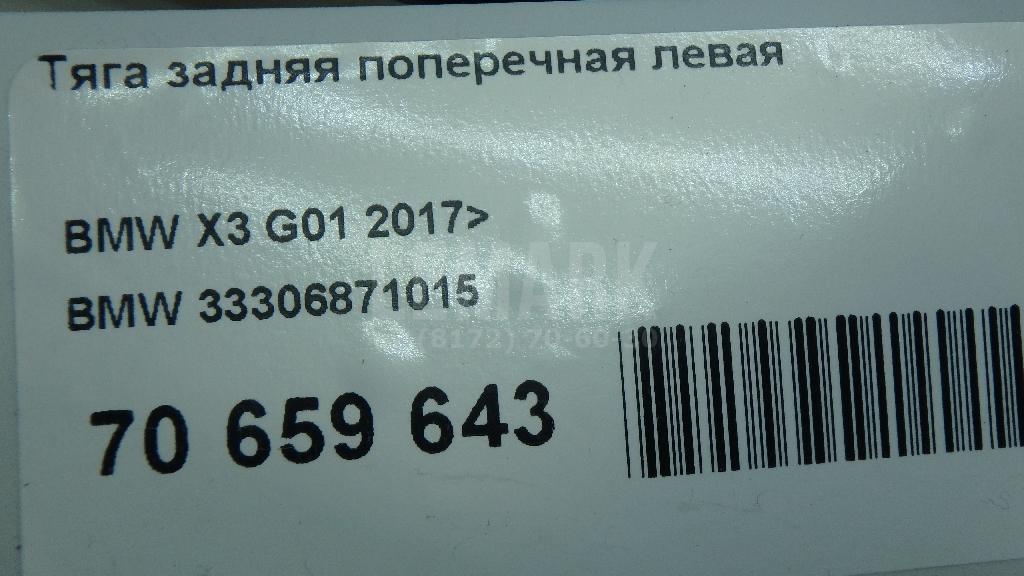 Тяга задняя поперечная левая
BMW X3 G01 2017>
BMW 33306871015
70 659 643